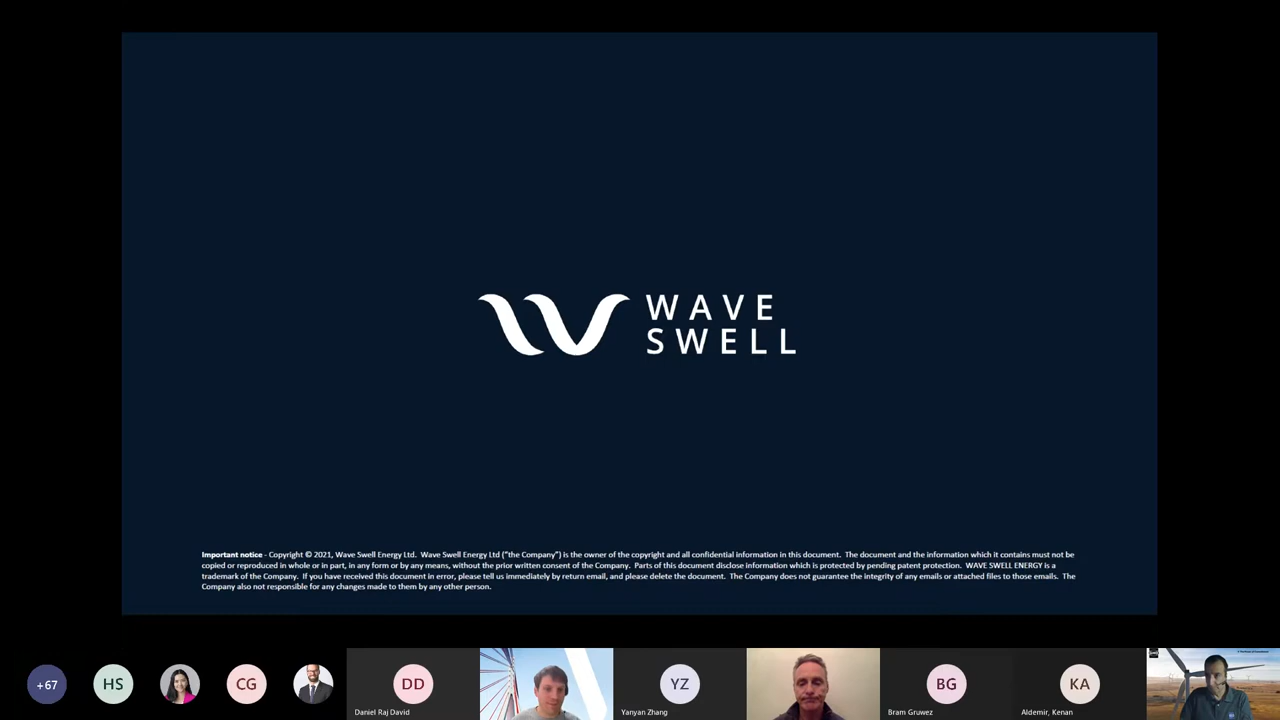 WAVE
SWELL
Important notice - Copyright © 2021, Wave Swell Energy Ltd. Wave Swell Energy Ltd ("the Company") is the owner of the copyright and all confidential information in this document. The document and the information which it contains must not be
copied or reproduced in whole or in part, in any form or by any means, without the prior written consent of the Company. Parts of this document disclose information which is protected by pending patent protection. WAVE SWELL ENERGY is a
trademark of the Company. If you have received this document in error, please tell us immediately by return email, and please delete the document. The Company does not guarantee the integrity of any emails or attached files to those emails. The
Company also not responsible for any changes made to them by any other person.
+67
HS
CG
DD
YZ
BG
KA
Daniel Raj David
Yanyan Zhang
Bram Gruwez
Aldemir, Kenan